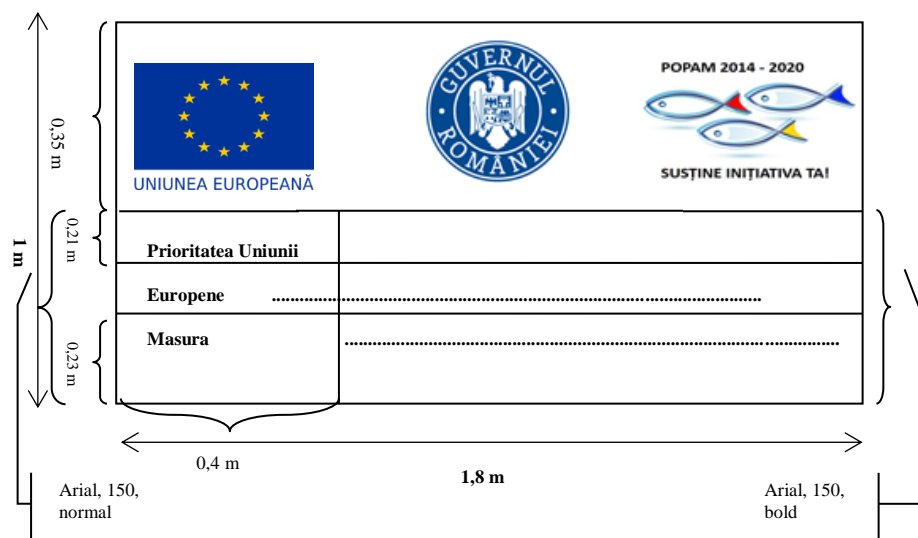 POPAM 2014 - 2020
GUVERNUL ROMÂNIEI
UNIUNEA EUROPEANĂ
SUSȚINE INIȚIATIVA TA!
0,35 m
1 m
0,21 m
Prioritatea Uniunii
Europene ....................................................................................................
Masura ....................................................................................................
0,23 m
0,4 m
1,8 m
Arial, 150,
normal
Arial, 150,
bold